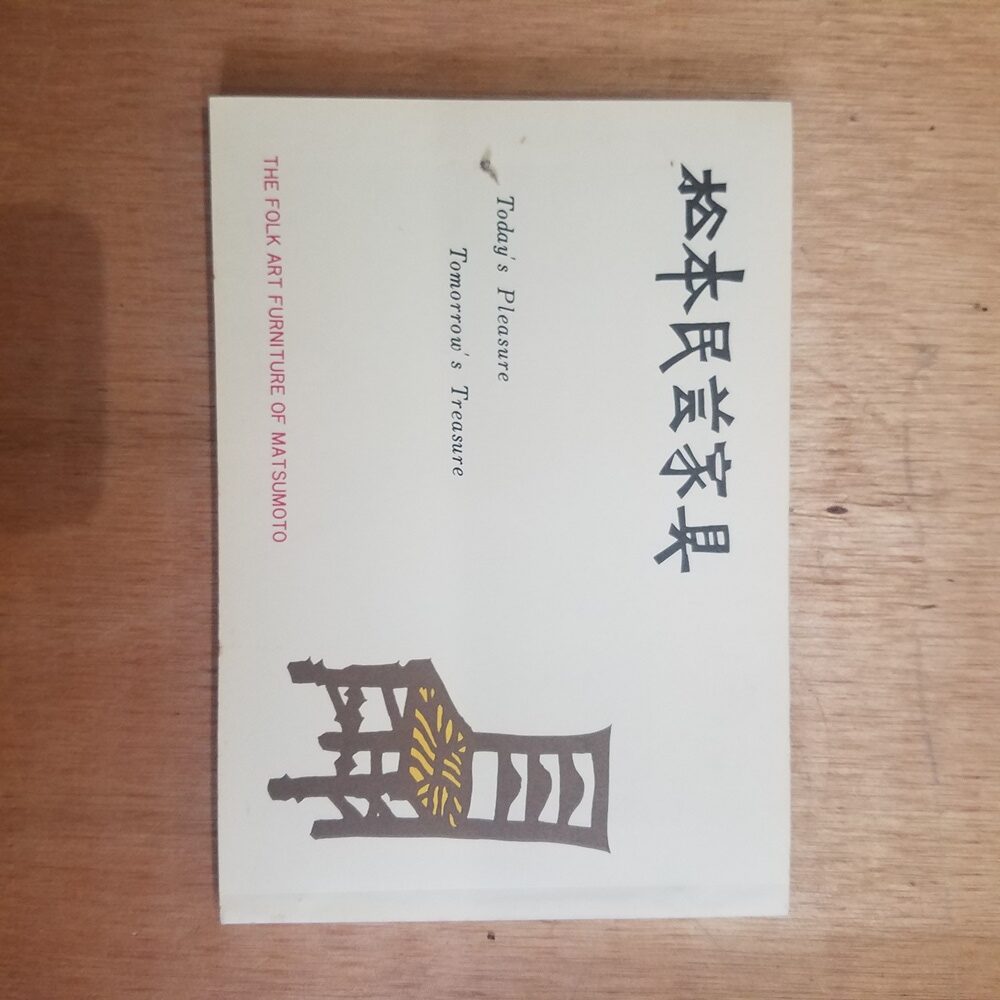 松本民芸家具
Today's Pleasure
Tomorrow's Treasure
THE FOLK ART FURNITURE OF MATSUMOTO